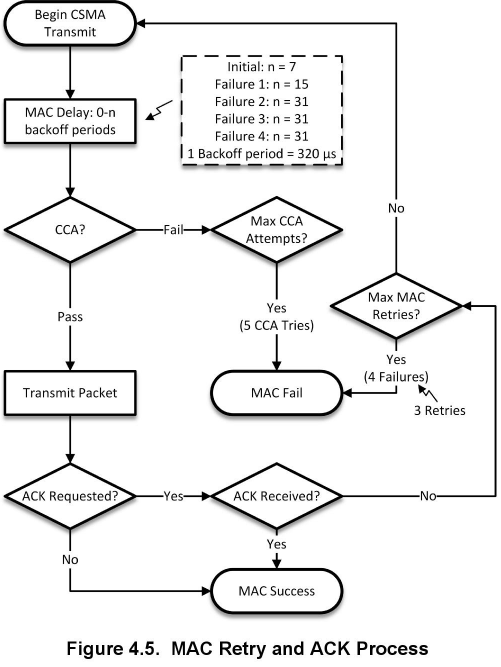 Begin CSMA
Transmit
MAC Delay: 0-n
backoff periods
Initial: n = 7
Failure 1: n = 15
Failure 2: n = 31
Failure 3: n = 31
Failure 4: n = 31
1 Backoff period = 320 µs
CCA?
Fail
Max CCA
Attempts?
No
Pass
Yes
(5 CCA Tries)
Max MAC
Retries?
Yes
(4 Failures)
3 Retries
Transmit Packet
MAC Fail
ACK Requested?
Yes
ACK Received?
No
No
Yes
MAC Success
Figure 4.5. MAC Retry and ACK Process